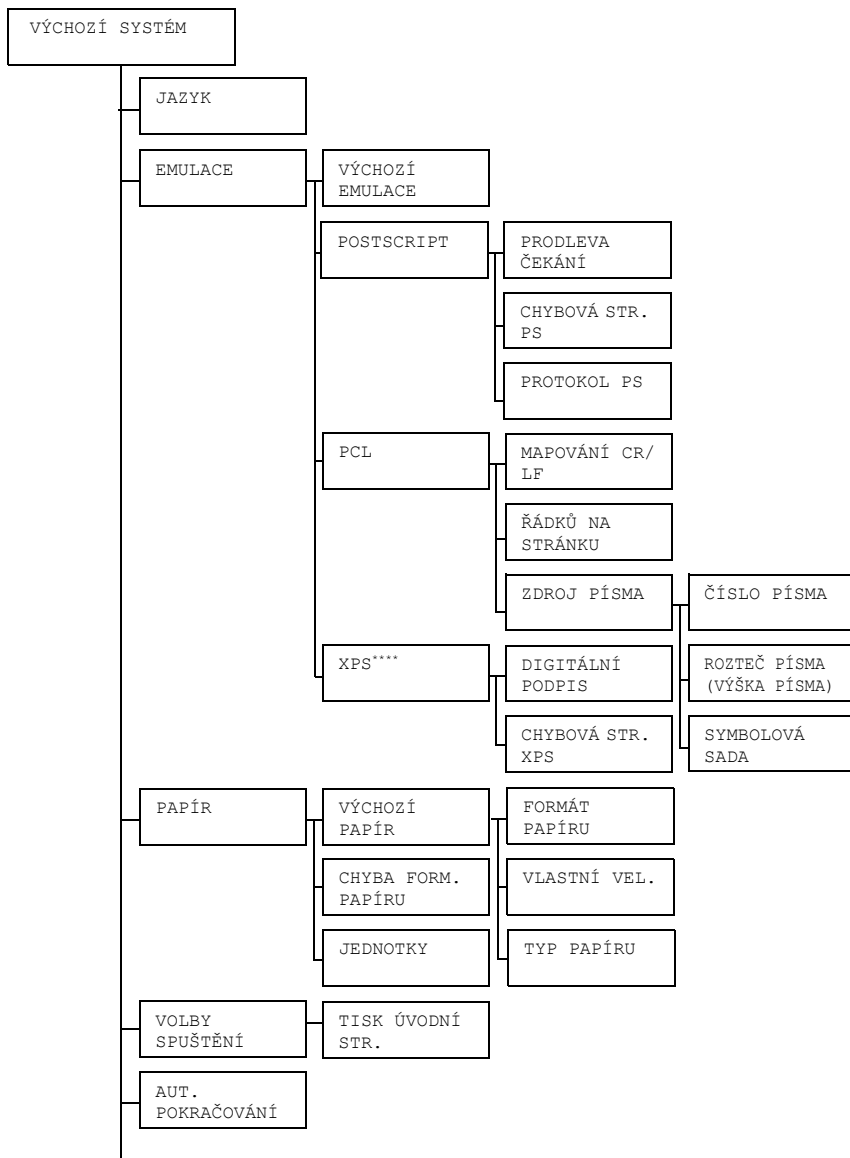 VÝCHOZÍ SYSTÉM
JAZYK
EMULACE
VÝCHOZÍ
EMULACE
POSTSCRIPT
PRODLEVA
ČEKÁNÍ
CHYBOVÁ STR.
PS
PROTOKOL PS
PCL
MAPOVÁNÍ CR/
LF
ŘÁDKŮ NA
STRÁNKU
ZDROJ PÍSMA
ČÍSLO PÍSMA
ROZTEČ PÍSMA
(VÝŠKA PÍSMA)
SYMBOLOVÁ
SADA
XPS****
DIGITÁLNÍ
PODPIS
CHYBOVÁ STR.
XPS
PAPÍR
VÝCHOZÍ
PAPÍR
FORMÁT
PAPÍRU
VLASTNÍ VEL.
TYP PAPÍRU
CHYBA FORM.
PAPÍRU
JEDNOTKY
VOLBY
SPUŠTĚNÍ
TISK ÚVODNÍ
STR.
AUT.
POKRAČOVÁNÍ